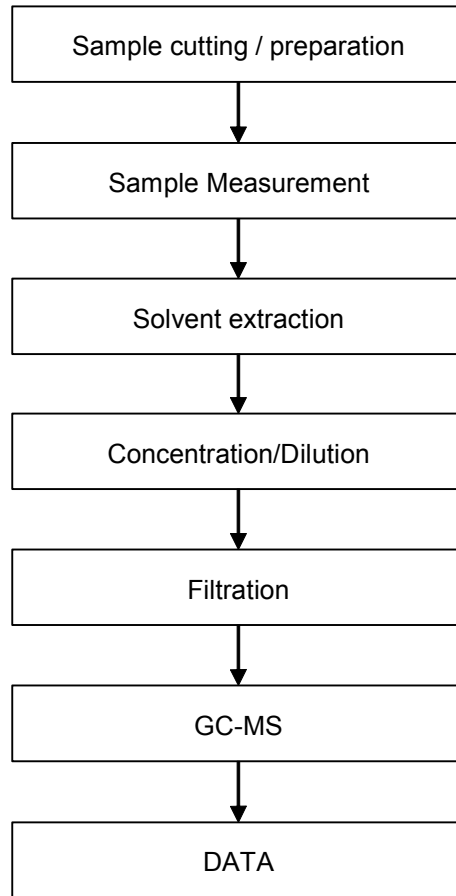 Sample cutting / preparation
Sample Measurement
Solvent extraction
Concentration/Dilution
Filtration
GC-MS
DATA